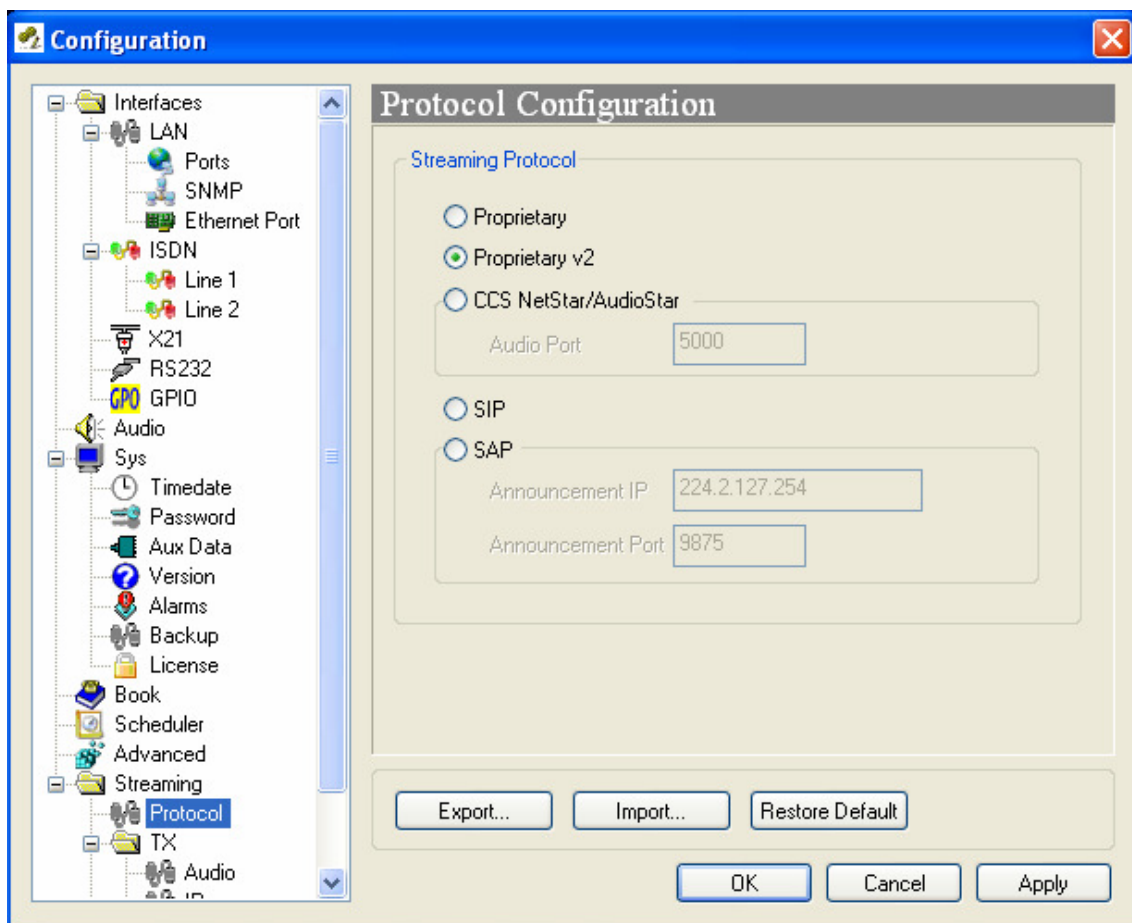 Configuration
Interfaces
LAN
Ports
SNMP
Ethernet Port
ISDN
Line 1
Line 2
X21
RS232
GPO GPIO
Audio
Sys
Timedate
Password
Aux Data
Version
Alarms
Backup
License
Book
Scheduler
Advanced
Streaming
Protocol
TX
Audio
Protocol Configuration
Streaming Protocol
Proprietary
Proprietary v2
CCS NetStar/AudioStar
Audio Port 5000
SIP
SAP
Announcement IP 224.2.127.254
Announcement Port 9875
Export... Import... Restore Default
OK Cancel Apply